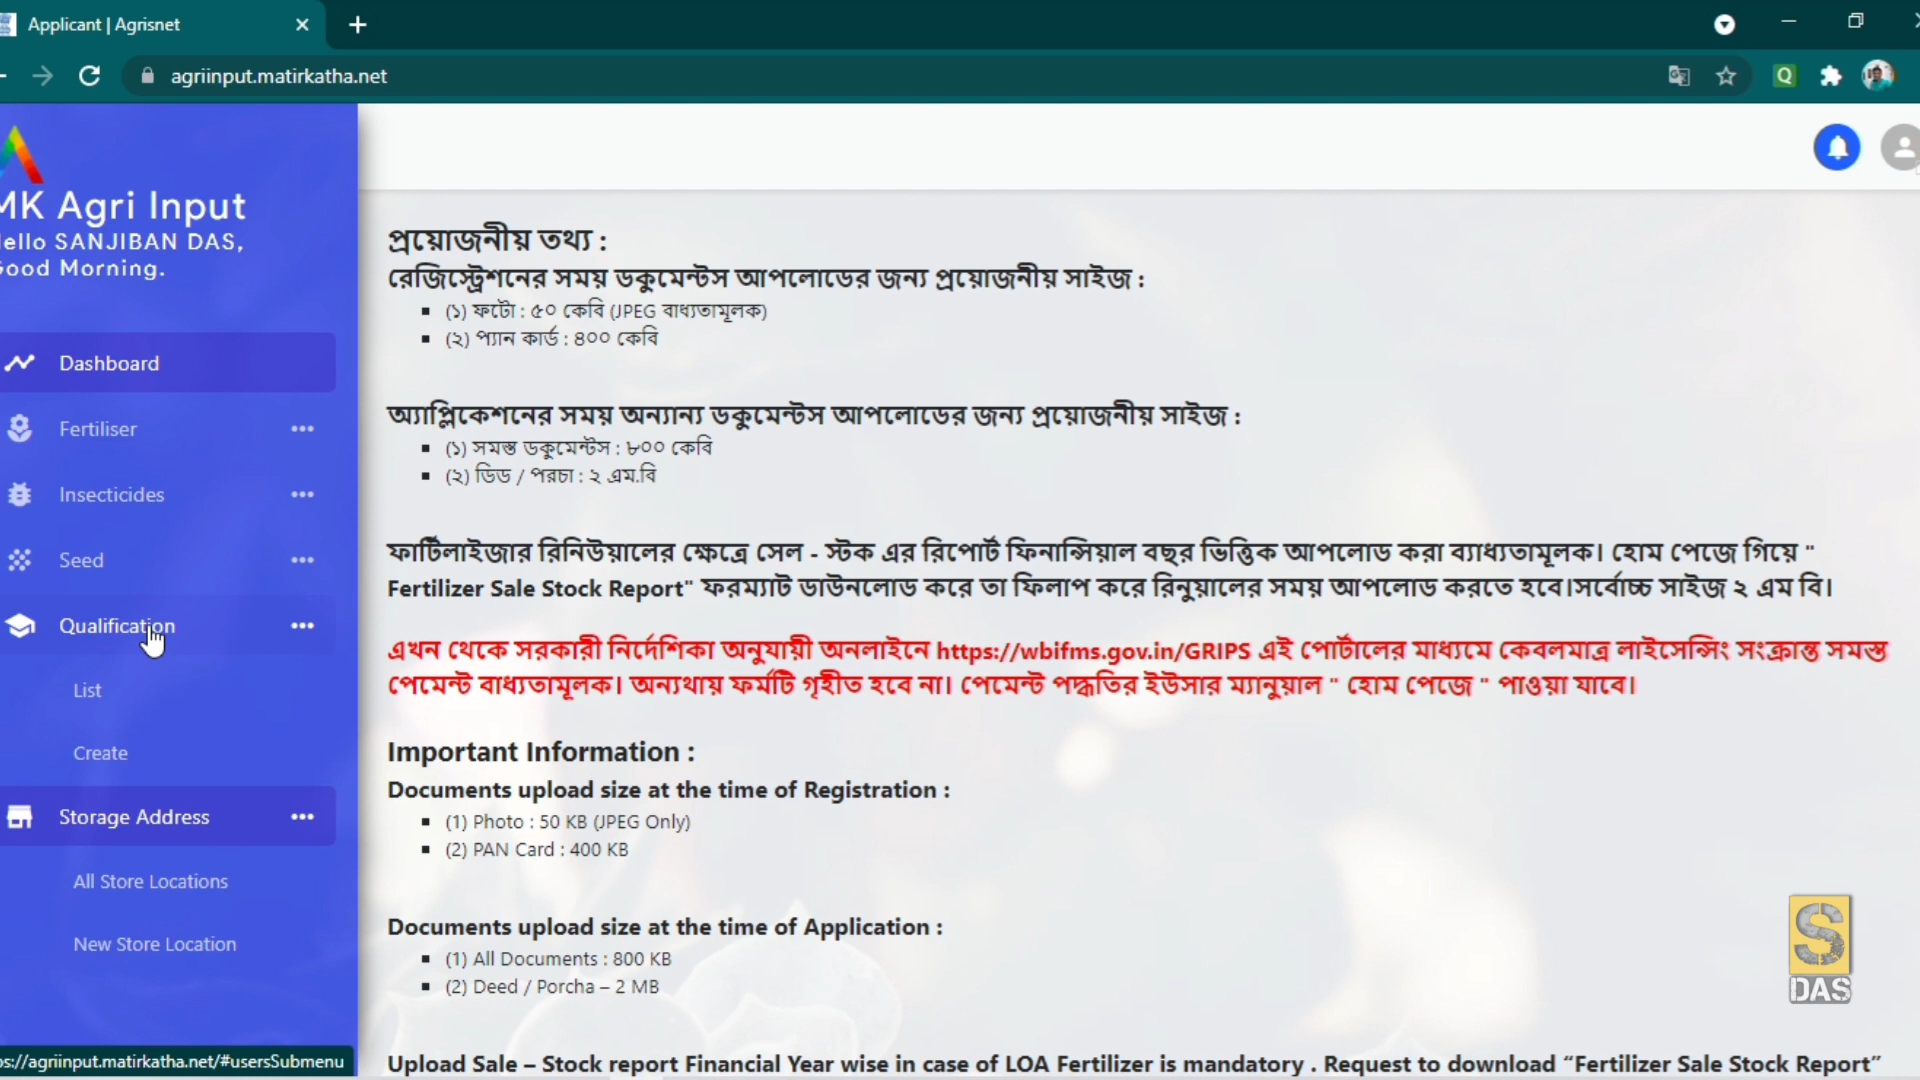 Applicant | Agrisnet
agriinput.matirkatha.net
MK Agri Input
ello SANJIBAN DAS,
ood Morning.
Dashboard
Fertiliser
Insecticides
Seed
Qualification
List
Create
Storage Address
All Store Locations
New Store Location
ps://agriinput.matirkatha.net/#usersSubmenu
প্রয়োজনীয় তথ্য :
রেজিস্ট্রেশনের সময় ডকুমেন্টস আপলোডের জন্য প্রয়োজনীয় সাইজ :
(১) ফটো : ৫০ কেবি (JPEG বাধ্যতামূলক)
(২) প্যান কার্ড : ৪০০ কেবি
অ্যাপ্লিকেশনের সময় অন্যান্য ডকুমেন্টস আপলোডের জন্য প্রয়োজনীয় সাইজ :
(১) সমস্ত ডকুমেন্টস : ৮০০ কেবি
(২) ডিড / পরচা : ২ এম.বি
ফার্টিলাইজার রিনিউয়ালের ক্ষেত্রে সেল - স্টক এর রিপোর্ট ফিনান্সিয়াল বছর ভিত্তিক আপলোড করা ব্যাধ্যতামূলক। হোম পেজে গিয়ে "
Fertilizer Sale Stock Report" ফরম্যাট ডাউনলোড করে তা ফিলাপ করে রিনুয়ালের সময় আপলোড করতে হবে।সর্বোচ্চ সাইজ ২ এম বি।
এখন থেকে সরকারী নির্দেশিকা অনুযায়ী অনলাইনে https://wbifms.gov.in/GRIPS এই পোর্টালের মাধ্যমে কেবলমাত্র লাইসেন্সিং সংক্রান্ত সমস্ত
পেমেন্ট বাধ্যতামূলক। অন্যথায় ফর্মটি গৃহীত হবে না। পেমেন্ট পদ্ধতির ইউসার ম্যানুয়াল " হোম পেজে " পাওয়া যাবে।
Important Information :
Documents upload size at the time of Registration :
(1) Photo : 50 KB (JPEG Only)
(2) PAN Card : 400 KB
Documents upload size at the time of Application :
(1) All Documents : 800 KB
(2) Deed / Porcha – 2 MB
Upload Sale – Stock report Financial Year wise in case of LOA Fertilizer is mandatory . Request to download “Fertilizer Sale Stock Report”
S
DAS